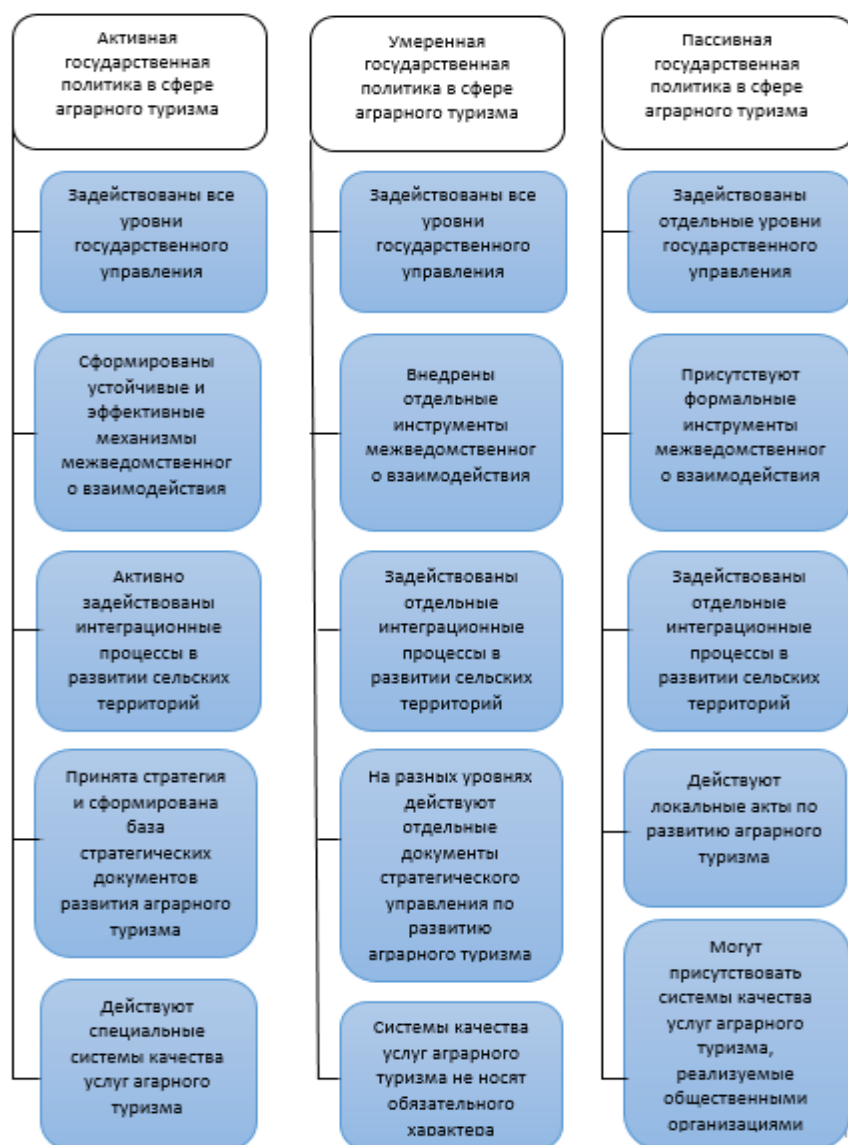 Активная
государственная
политика в сфере
аграрного туризма
Задействованы все
уровни
государственного
управления
Сформированы
устойчивые и
эффективные
механизмы
межведомственног
о взаимодействия
Активно
задействованы
интеграционные
процессы в
развитии сельских
территорий
Принята стратегия
и сформирована
база
стратегических
документов
развития аграрного
туризма
Действуют
специальные
системы качества
услуг агарного
туризма
Умеренная
государственная
политика в сфере
аграрного туризма
Задействованы все
уровни
государственного
управления
Внедрены
отдельные
инструменты
межведомственног
о взаимодействия
Задействованы
отдельные
интеграционные
процессы в
развитии сельских
территорий
На разных уровнях
действуют
отдельные
документы
стратегического
управления по
развитию
аграрного туризма
Системы качества
услуг аграрного
туризма не носят
обязательного
характера
Пассивная
государственная
политика в сфере
аграрного туризма
Задействованы
отдельные уровни
государственного
управления
Присутствуют
формальные
инструменты
межведомственног
о взаимодействия
Задействованы
отдельные
интеграционные
процессы в
развитии сельских
территорий
Действуют
локальные акты по
развитию аграрного
туризма
Могут
присутствовать
системы качества
услуг аграрного
туризма,
реализуемые
общественными
организациями